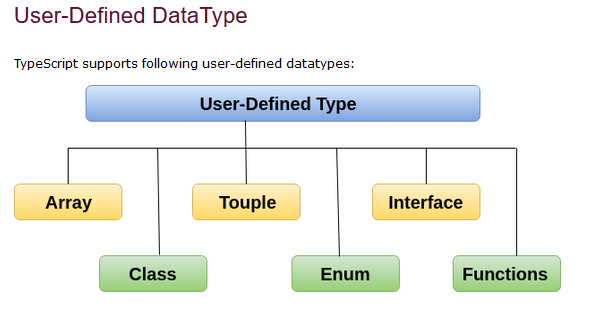 User-Defined DataType
TypeScript supports following user-defined datatypes:
User-Defined Type
Array
Touple
Interface
Class
Enum
Functions